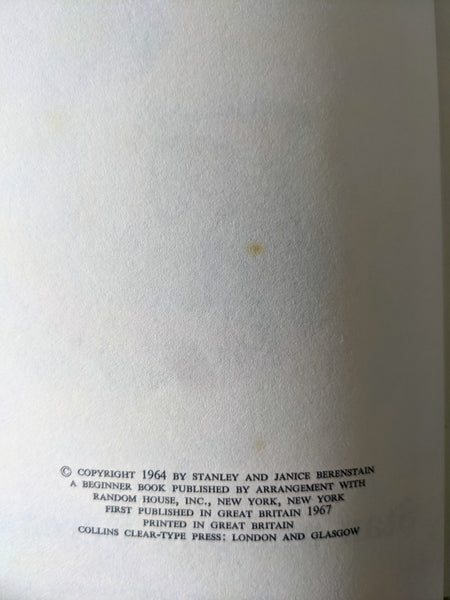 © COPYRIGHT 1964 BY STANLEY AND JANICE BERENSTAIN
A BEGINNER BOOK PUBLISHED BY ARRANGEMENT WITH
RANDOM HOUSE, INC., NEW YORK, NEW YORK
FIRST PUBLISHED IN GREAT BRITAIN 1967
PRINTED IN GREAT BRITAIN
COLLINS CLEAR-TYPE PRESS: LONDON AND GLASGOW